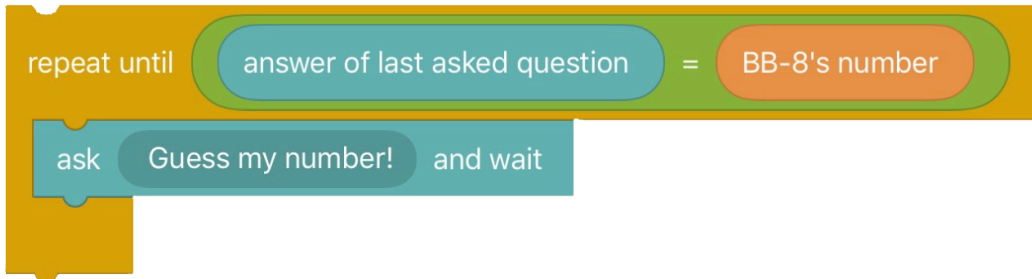 repeat until answer of last asked question = BB-8's number
ask Guess my number! and wait